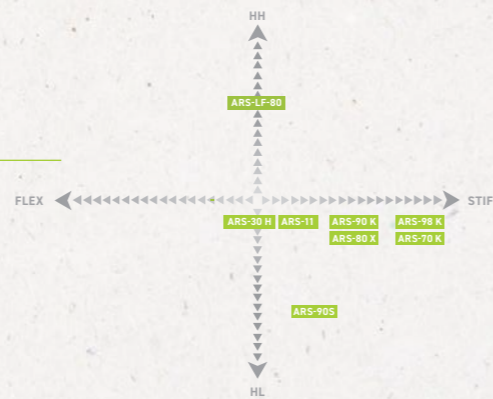 HH
ARS-LF-80
FLEX STIF
ARS-30 H ARS-11 ARS-90 K ARS-98 K
ARS-80 X ARS-70 K
ARS-90S
HL